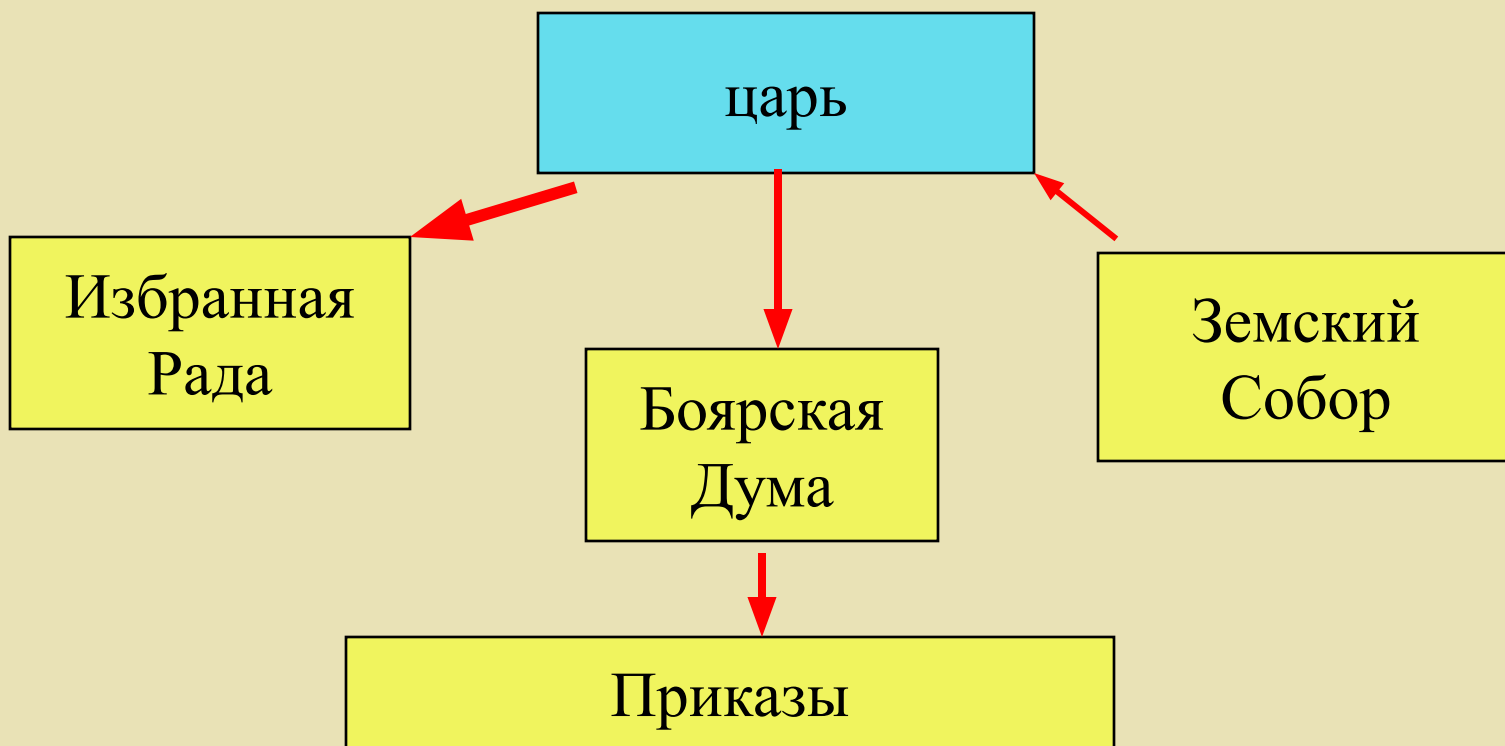 царь
Избранная
Рада
Земский
Собор
Боярская
Дума
Приказы